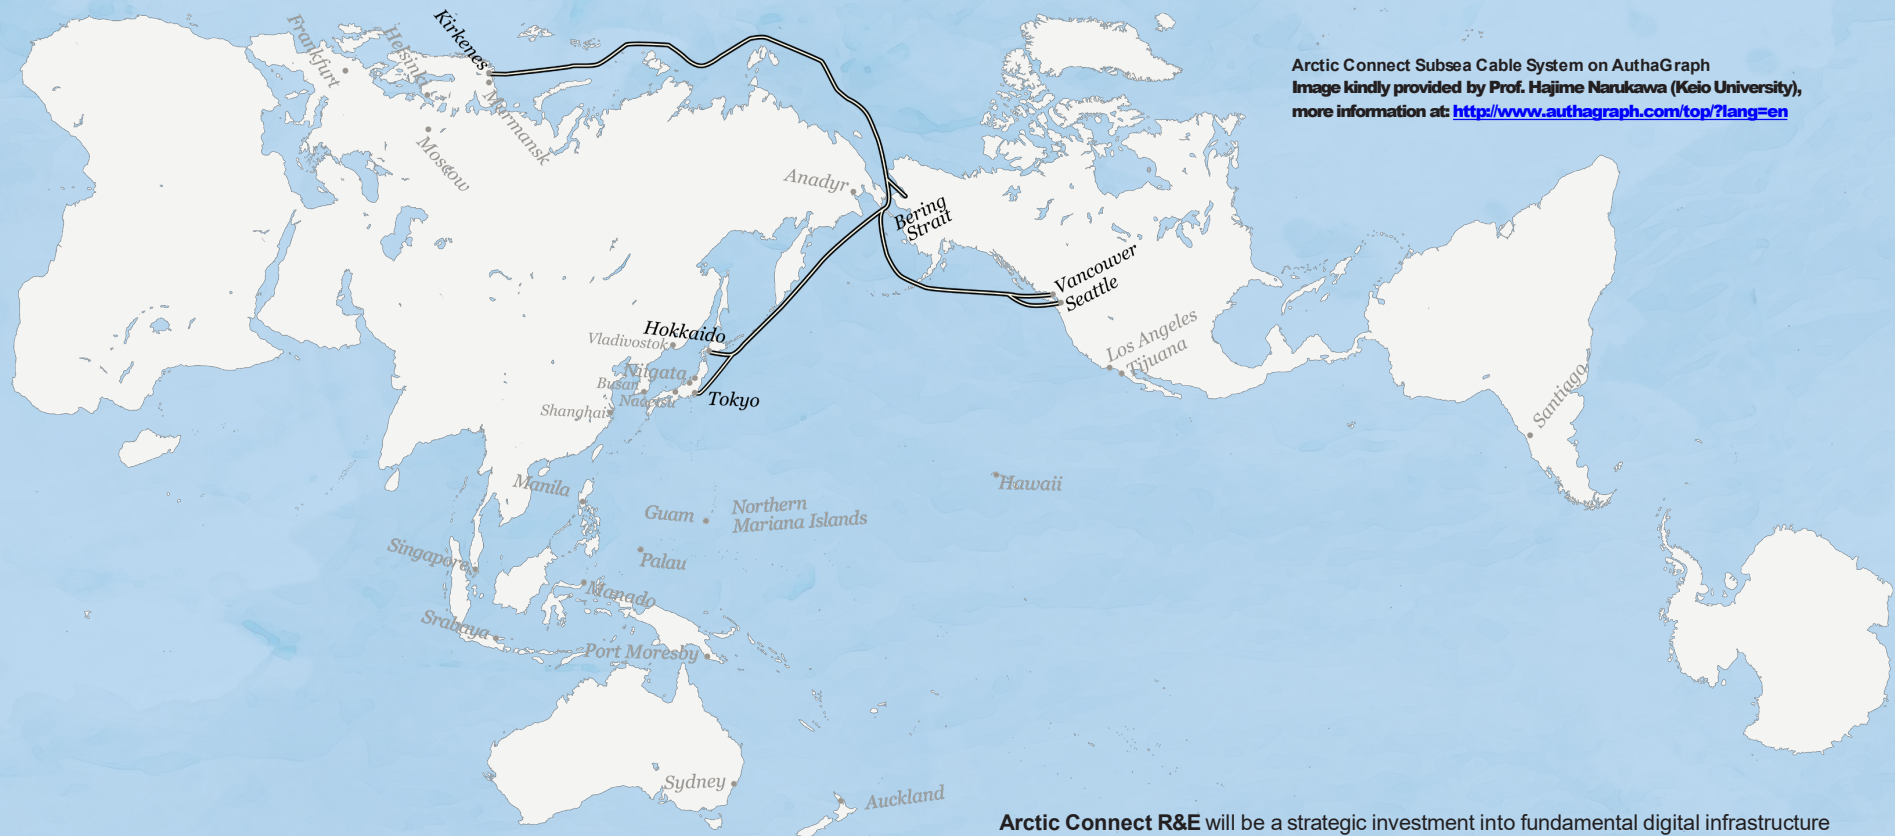 Kirkenes
Frankfurt
Helsinki
Murmansk
Moscow
Arctic Connect Subsea Cable System on AuthaGraph
Image kindly provided by Prof. Hajime Narukawa (Keio University),
more information at: http://www.authagraph.com/top/?lang=en
Anadyr
Bering
Strait
Vancouver
Seattle
Hokkaido
Vladivostok
Los Angeles
Tijuana
Niigata
Busan
Naoetsu
Tokyo
Shanghai
Santiago
Manila
Hawaii
Guam
Northern
Mariana Islands
Singapore
Palau
Manado
Srabaya
Port Moresby
Sydney
Auckland
Arctic Connect R&E will be a strategic investment into fundamental digital infrastructure